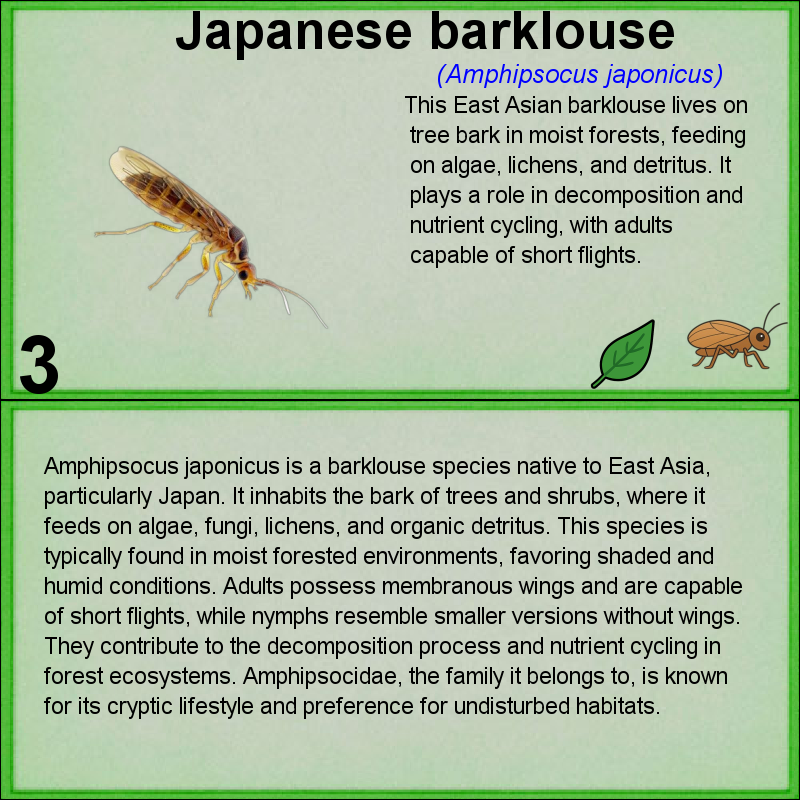 Japanese barklouse
(Amphipsocus japonicus)
This East Asian barklouse lives on
tree bark in moist forests, feeding
on algae, lichens, and detritus. It
plays a role in decomposition and
nutrient cycling, with adults
capable of short flights.
3
Amphipsocus japonicus is a barklouse species native to East Asia,
particularly Japan. It inhabits the bark of trees and shrubs, where it
feeds on algae, fungi, lichens, and organic detritus. This species is
typically found in moist forested environments, favoring shaded and
humid conditions. Adults possess membranous wings and are capable
of short flights, while nymphs resemble smaller versions without wings.
They contribute to the decomposition process and nutrient cycling in
forest ecosystems. Amphipsocidae, the family it belongs to, is known
for its cryptic lifestyle and preference for undisturbed habitats.